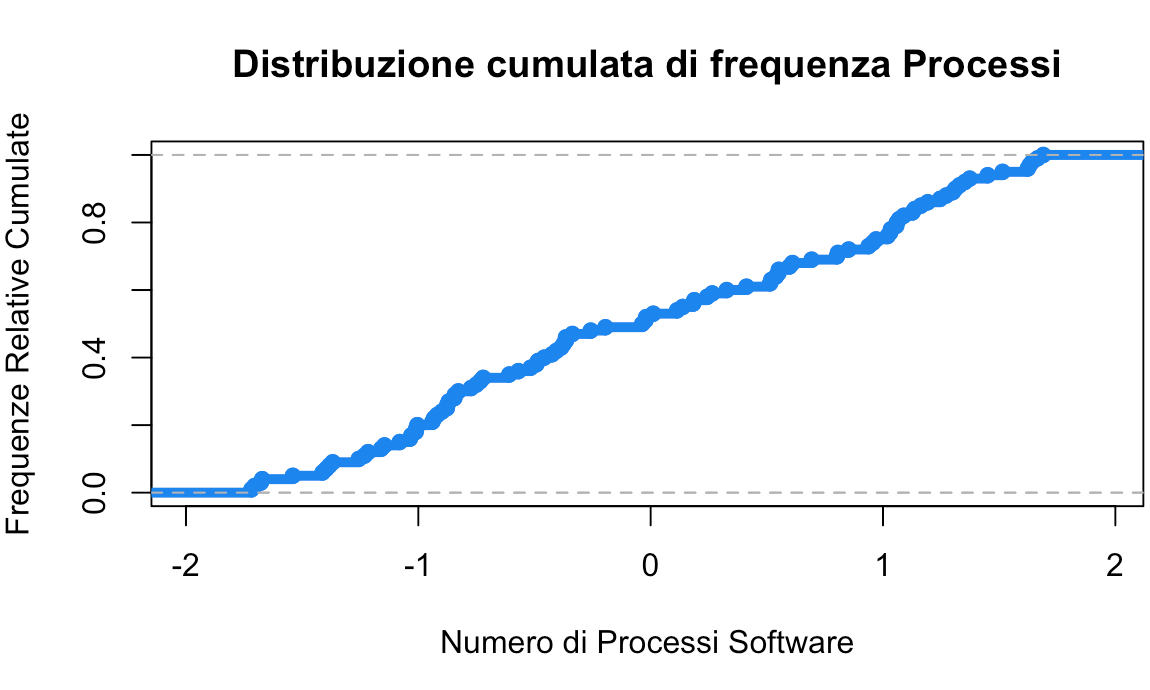 Distribuzione cumulata di frequenza Processi
Frequenze Relative Cumulate
0.8
0.4
0.0
-2 -1 0 1 2
Numero di Processi Software